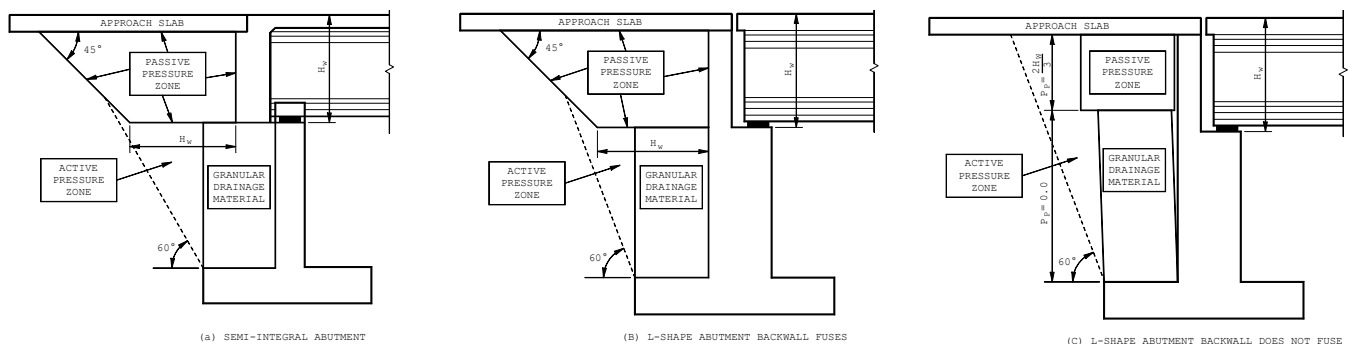 APPROACH SLAB
45°
PASSIVE
PRESSURE
ZONE
Hw
Hw
ACTIVE
PRESSURE
ZONE
GRANULAR
DRAINAGE
MATERIAL
60°
(a) SEMI-INTEGRAL ABUTMENT
APPROACH SLAB
45°
PASSIVE
PRESSURE
ZONE
Hw
Hw
ACTIVE
PRESSURE
ZONE
GRANULAR
DRAINAGE
MATERIAL
60°
(B) L-SHAPE ABUTMENT BACKWALL FUSES
APPROACH SLAB
PASSIVE
PRESSURE
ZONE
Pp= 2Hw/3
Hw
ACTIVE
PRESSURE
ZONE
GRANULAR
DRAINAGE
MATERIAL
Pp= 0.0
60°
(C) L-SHAPE ABUTMENT BACKWALL DOES NOT FUSE